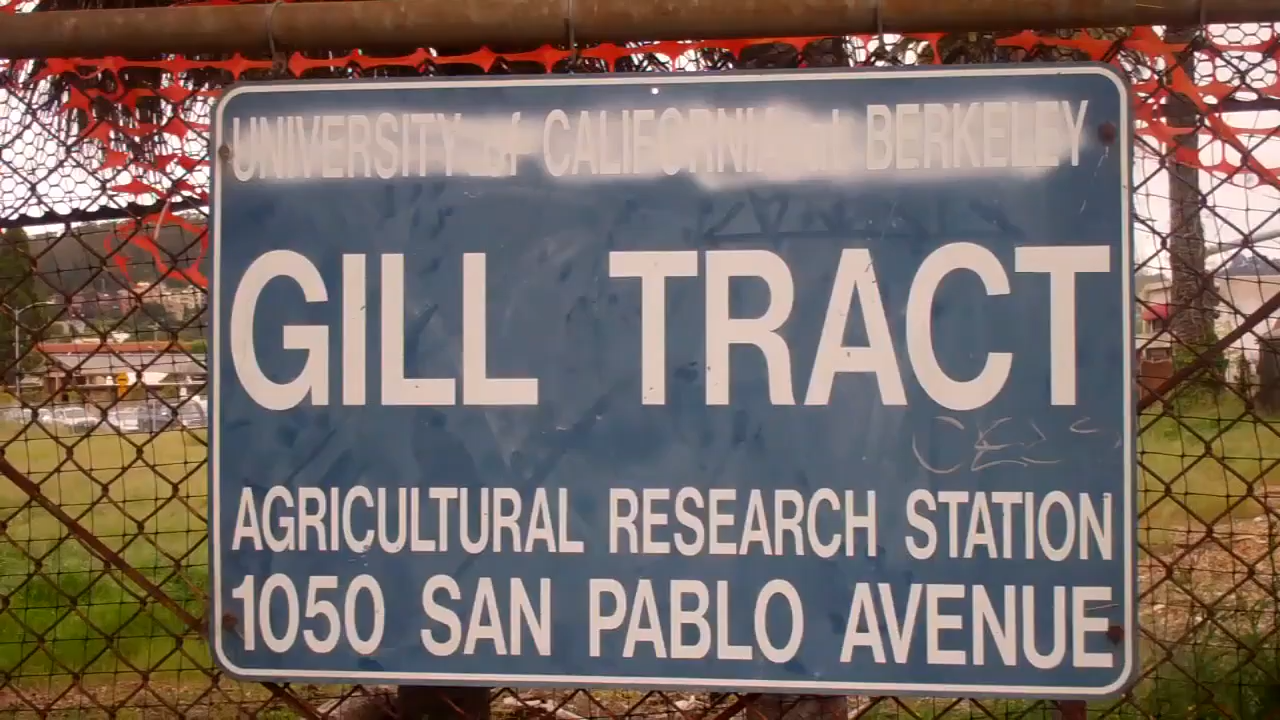 UNIVERSITY of CALIFORNIA at BERKELEY
GILL TRACT
AGRICULTURAL RESEARCH STATION
1050 SAN PABLO AVENUE